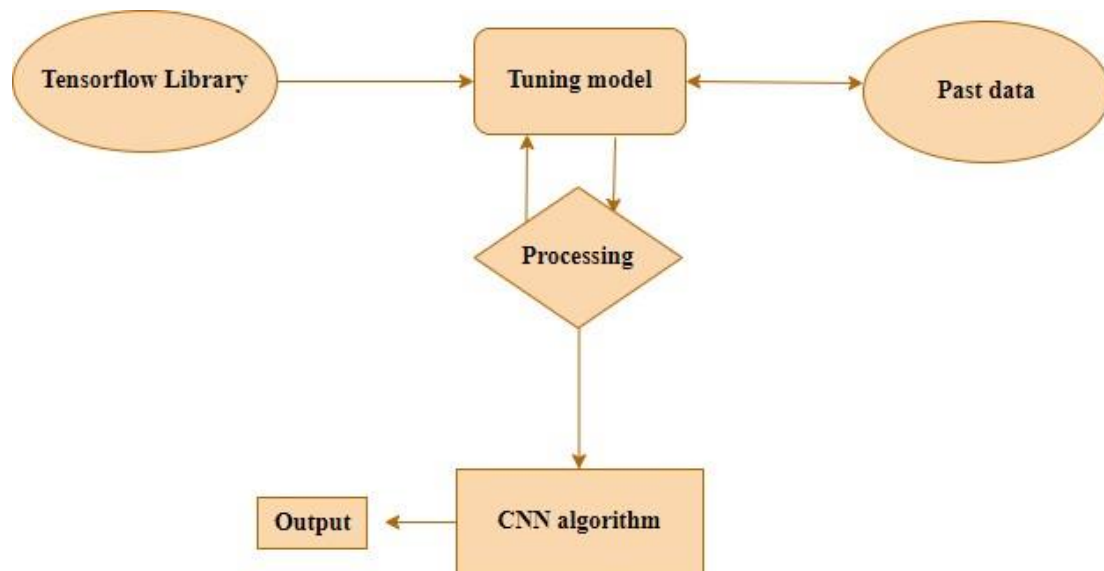 Tensorflow Library
Tuning model
Past data
Processing
Output
CNN algorithm